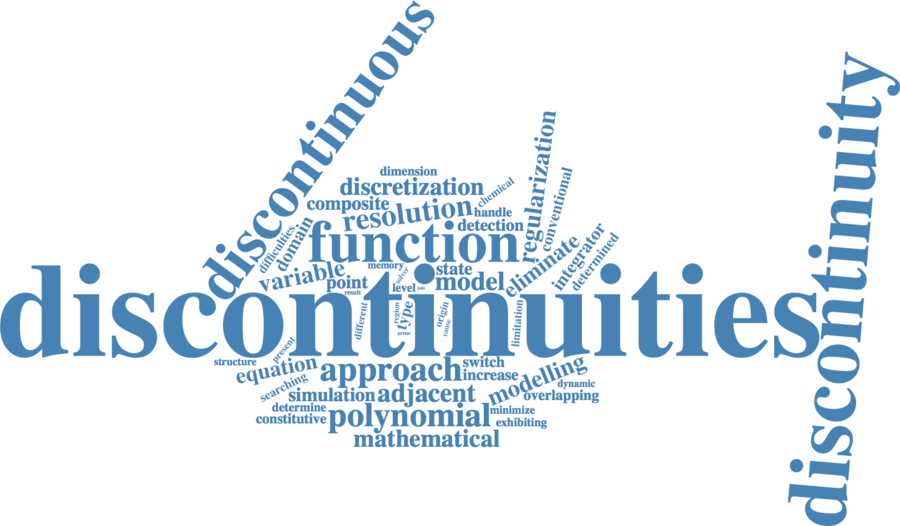 discontinuous
discontinuity
dimension
discretization
chemical
regularization
conventional
composite
resolution
handle
detection
difficulties
domain
function
integrator
determined
eliminate
variable
memory
solver
state
point
result
level
jobs
model
discontinuities
different
region
type
error
origin
cause
limitation
structure
present
equation
approach
switch
increase
modelling
dynamic
searching
simulation
adjacent
overlapping
determine
constitutive
polynomial
minimize
exhibiting
mathematical